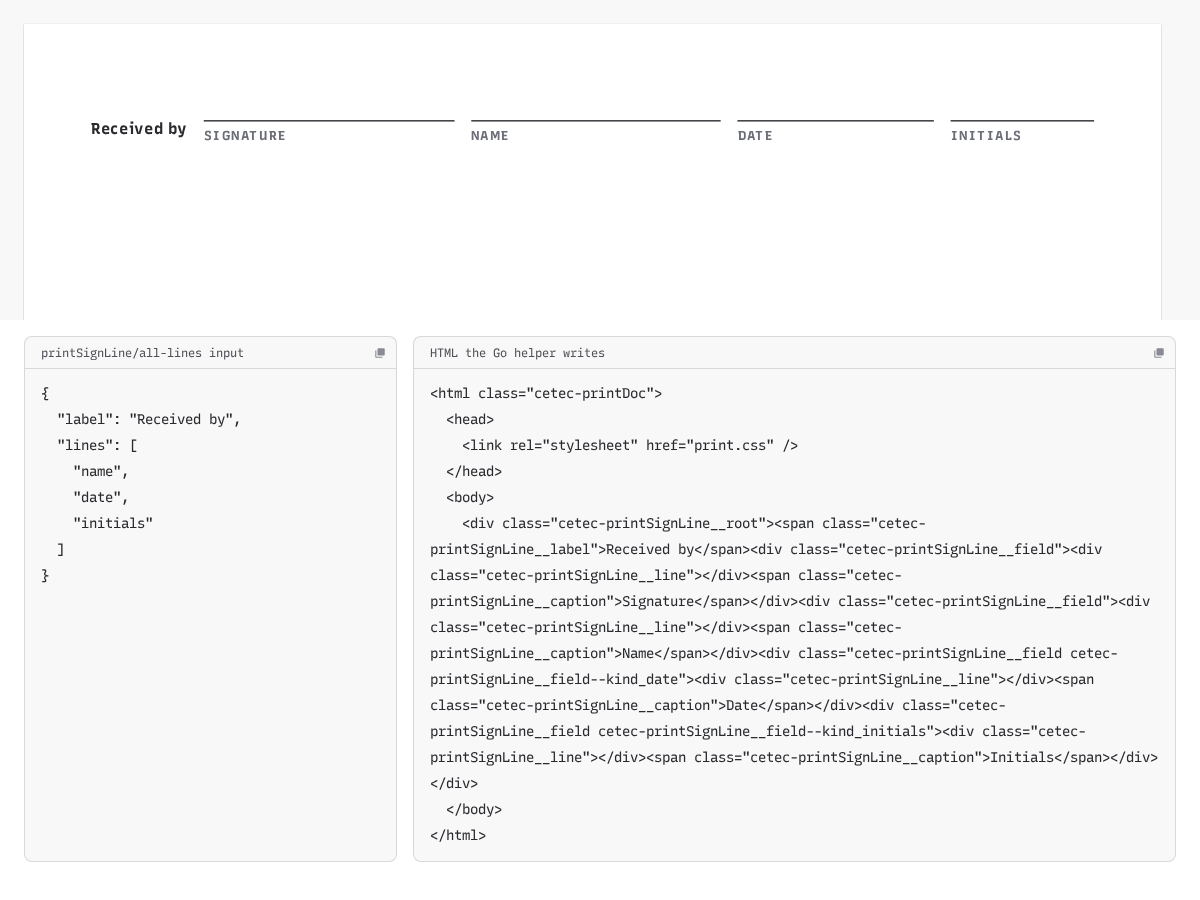 Received by
SIGNATURE
NAME
DATE
INITIALS
printSignLine/all-lines input
{
  "label": "Received by",
  "lines": [
    "name",
    "date",
    "initials"
  ]
}
HTML the Go helper writes
<html class="cetec-printDoc">
  <head>
    <link rel="stylesheet" href="print.css" />
  </head>
  <body>
    <div class="cetec-printSignLine__root"><span class="cetec-
printSignLine__label">Received by</span><div class="cetec-printSignLine__field"><div
class="cetec-printSignLine__line"></div><span class="cetec-
printSignLine__caption">Signature</span></div><div class="cetec-printSignLine__field"><div
class="cetec-printSignLine__line"></div><span class="cetec-
printSignLine__caption">Name</span></div><div class="cetec-printSignLine__field cetec-
printSignLine__field--kind_date"><div class="cetec-printSignLine__line"></div><span
class="cetec-printSignLine__caption">Date</span></div><div class="cetec-
printSignLine__field cetec-printSignLine__field--kind_initials"><div class="cetec-
printSignLine__line"></div><span class="cetec-printSignLine__caption">Initials</span></div>
</div>
  </body>
</html>